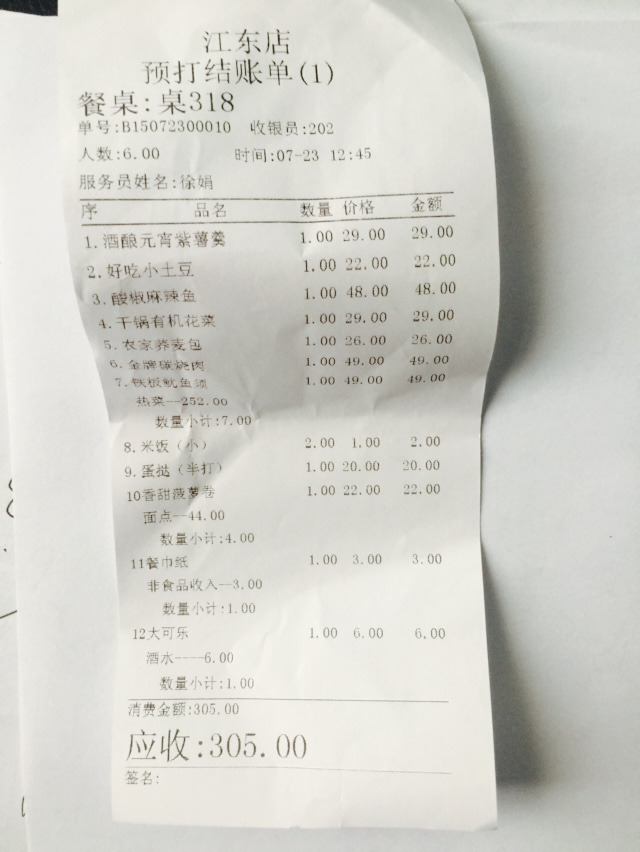 江东店
预打结账单(1)
餐桌:桌318
单号:B15072300010 收银员:202
人数:6.00 时间:07-23 12:45
服务员姓名:徐娟
序 品名 数量 价格 金额
1.酒酿元宵紫薯羹 1.00 29.00 29.00
2.好吃小土豆 1.00 22.00 22.00
3.酸椒麻辣鱼 1.00 48.00 48.00
4.干锅有机花菜 1.00 29.00 29.00
5.农家荞麦包 1.00 26.00 26.00
6.金牌碳烧肉 1.00 49.00 49.00
7.铁板鱿鱼须 1.00 49.00 49.00
热菜--252.00
数量小计:7.00
8.米饭（小） 2.00 1.00 2.00
9.蛋挞（半打） 1.00 20.00 20.00
10香甜菠萝卷 1.00 22.00 22.00
面点--44.00
数量小计:4.00
11餐巾纸 1.00 3.00 3.00
非食品收入--3.00
数量小计:1.00
12大可乐 1.00 6.00 6.00
酒水----6.00
数量小计:1.00
消费金额:305.00
应收:305.00
签名: